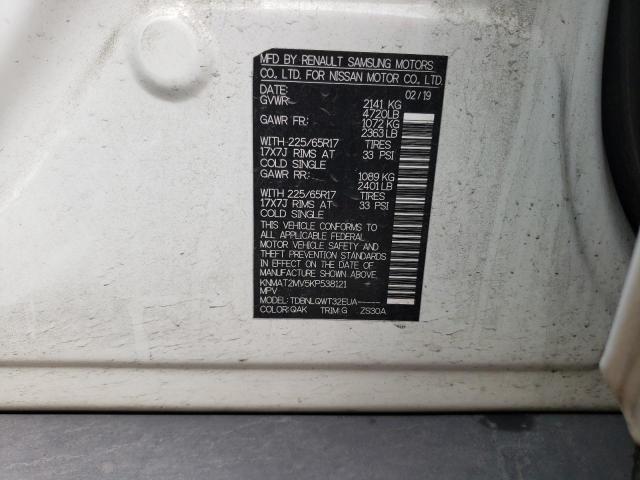 MFD BY RENAULT SAMSUNG MOTORS
CO., LTD. FOR NISSAN MOTOR CO., LTD.
DATE: 02/19
GVWR: 2141 KG
4720LB
GAWR FR: 1072 KG
2363LB
WITH 225/65R17 TIRES
17X7J RIMS AT 33 PSI
COLD SINGLE
GAWR RR: 1089 KG
2401LB
WITH 225/65R17 TIRES
17X7J RIMS AT 33 PSI
COLD SINGLE
THIS VEHICLE CONFORMS TO
ALL APPLICABLE FEDERAL
MOTOR VEHICLE SAFETY AND
THEFT PREVENTION STANDARDS
IN EFFECT ON THE DATE OF
MANUFACTURE SHOWN ABOVE.
KNMAT2MV5KP538121
MPV
MODEL: TDBNLQWT32EUA-----
COLOR: QAK TRIM: G ZS30A